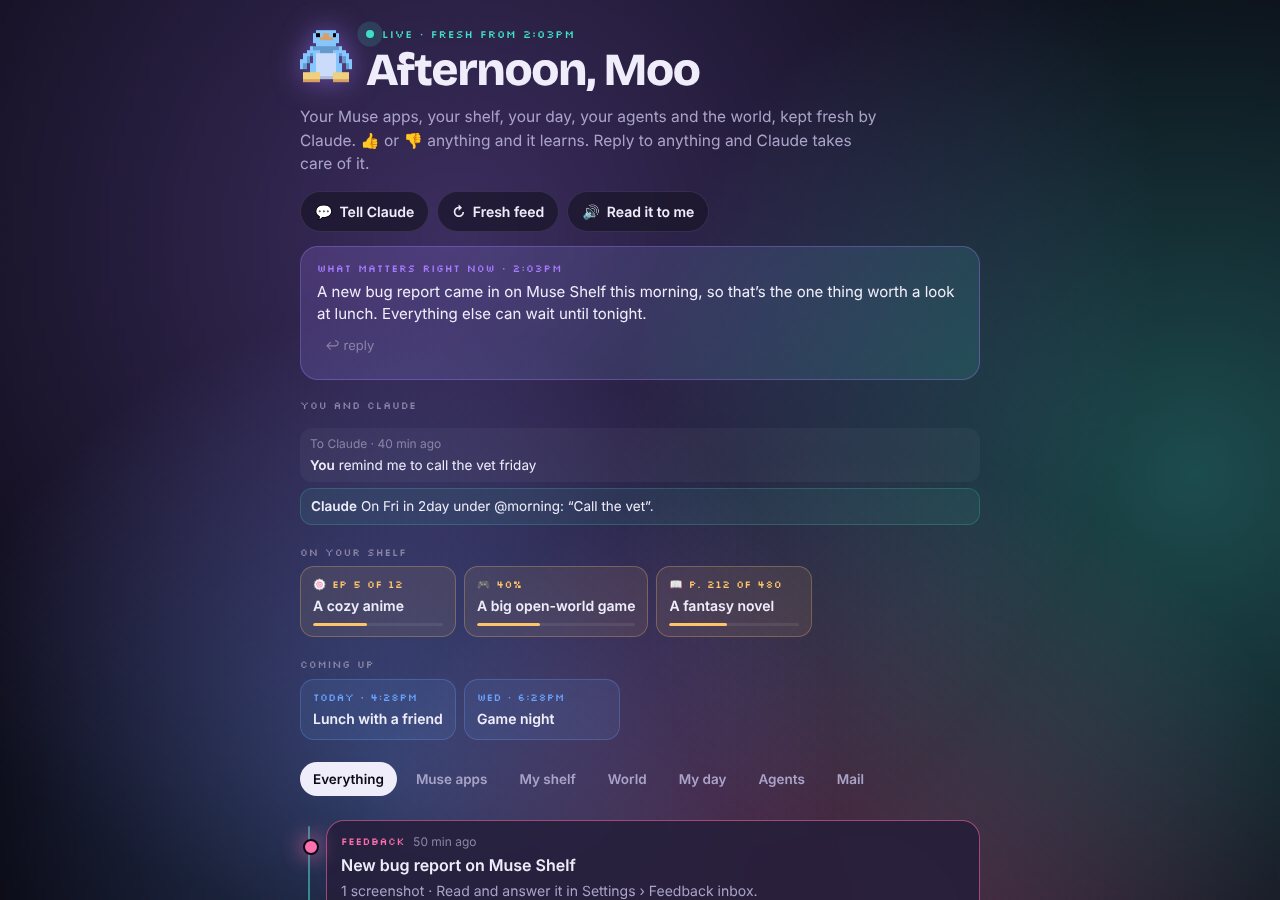 LIVE · FRESH FROM 2:03PM
Afternoon, Moo
Your Muse apps, your shelf, your day, your agents and the world, kept fresh by
Claude. 👍 or 👎 anything and it learns. Reply to anything and Claude takes
care of it.
💬 Tell Claude
↻ Fresh feed
🔊 Read it to me
WHAT MATTERS RIGHT NOW · 2:03PM
A new bug report came in on Muse Shelf this morning, so that’s the one thing worth a look
at lunch. Everything else can wait until tonight.
↩ reply
YOU AND CLAUDE
To Claude · 40 min ago
You remind me to call the vet friday
Claude On Fri in 2day under @morning: “Call the vet”.
ON YOUR SHELF
🍥 EP 5 OF 12
A cozy anime
🎮 40%
A big open-world game
📖 P. 212 OF 480
A fantasy novel
COMING UP
TODAY · 4:28PM
Lunch with a friend
WED · 6:28PM
Game night
Everything
Muse apps
My shelf
World
My day
Agents
Mail
FEEDBACK 50 min ago
New bug report on Muse Shelf
1 screenshot · Read and answer it in Settings › Feedback inbox.